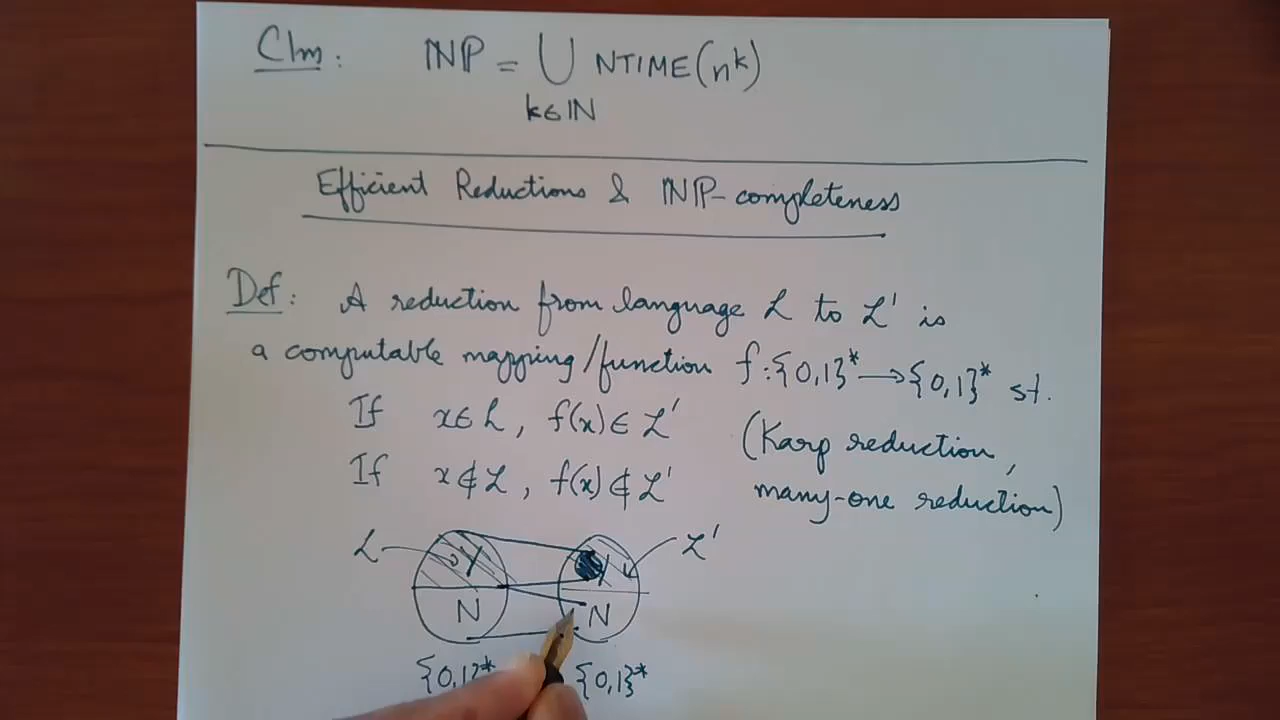 Clm: NP = ∪ NTIME(n^k)
k∈ℕ
Efficient Reductions & NP-completeness
Def: A reduction from language L to L' is
a computable mapping/function f:{0,1}* → {0,1}* st.
If x∈L, f(x)∈L'
(Karp reduction,
If x∉L, f(x)∉L'
many-one reduction)
L Y Y L'
N N
{0,1}* {0,1}*